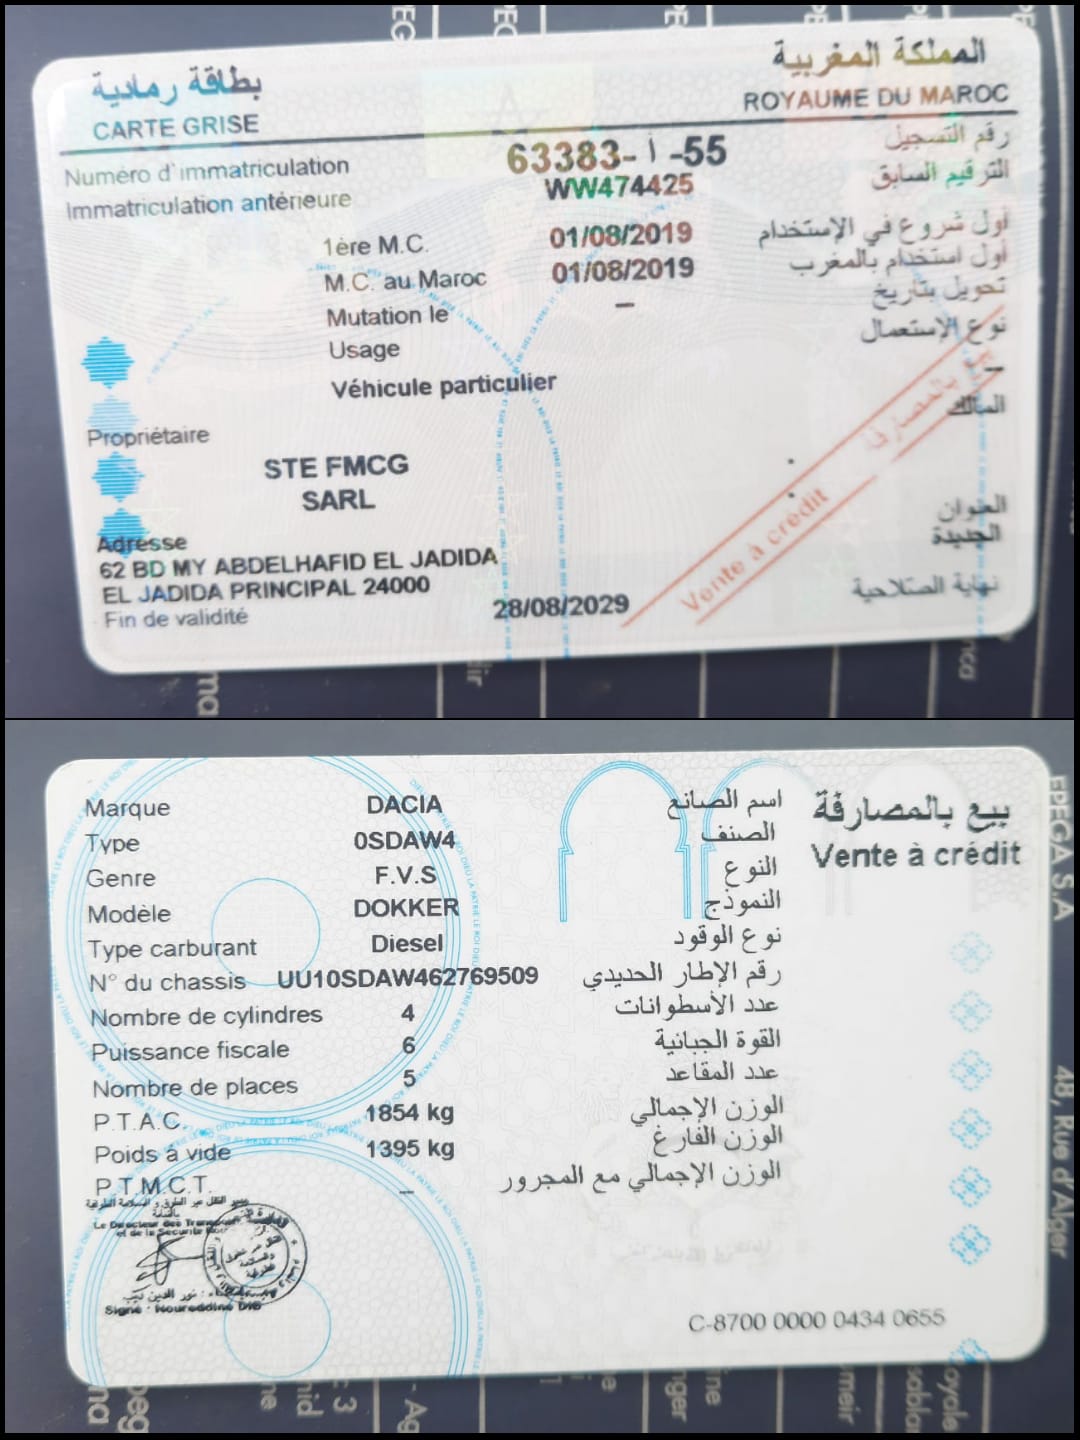 بطاقة رمادية
المملكة المغربية
CARTE GRISE
ROYAUME DU MAROC
Numéro d'immatriculation 63383- أ -55 رقم التسجيل
Immatriculation antérieure WW474425 الترقيم السابق
1ère M.C. 01/08/2019 أول شروع في الإستخدام
M.C. au Maroc 01/08/2019 أول استخدام بالمغرب
Mutation le – تحويل بتاريخ
Usage نوع الإستعمال
Véhicule particulier –
Propriétaire المالك
STE FMCG
SARL
بيع بالمصارفة
Vente à crédit
Adresse العنوان
62 BD MY ABDELHAFID EL JADIDA الجديدة
EL JADIDA PRINCIPAL 24000
Fin de validité 28/08/2029 نهاية الصلاحية
Marque DACIA اسم الصانع
Type 0SDAW4 الصنف
Genre F.V.S النوع
Modèle DOKKER النموذج
Type carburant Diesel نوع الوقود
N° du chassis UU10SDAW462769509 رقم الإطار الحديدي
Nombre de cylindres 4 عدد الأسطوانات
Puissance fiscale 6 القوة الجبانية
Nombre de places 5 عدد المقاعد
P.T.A.C. 1854 kg الوزن الإجمالي
Poids à vide 1395 kg الوزن الفارغ
P.T.M.C.T. – الوزن الإجمالي مع المجرور
بيع بالمصارفة
Vente à crédit
Le Directeur des Transports
et de la Sécurité
Signé : Noureddine DIB
C-8700 0000 0434 0655
EPEGA S.A
48, Rue d'Alger